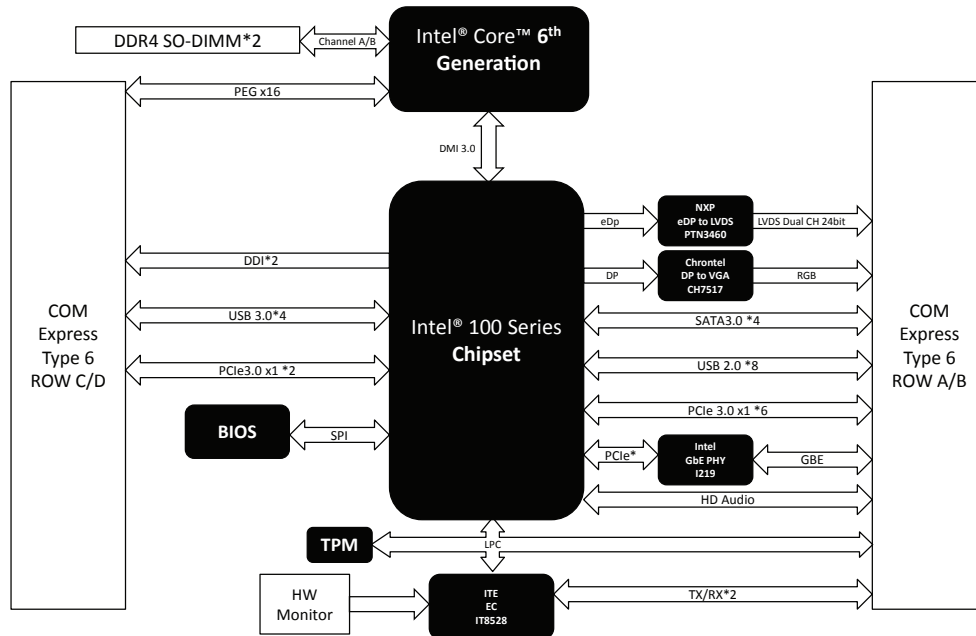 DDR4 SO-DIMM*2
Channel A/B
Intel® Core™ 6th
Generation
PEG x16
DMI 3.0
COM
Express
Type 6
ROW C/D
DDI*2
USB 3.0*4
PCIe3.0 x1 *2
BIOS
SPI
Intel® 100 Series
Chipset
eDp
NXP
eDP to LVDS
PTN3460
LVDS Dual CH 24bit
DP
Chrontel
DP to VGA
CH7517
RGB
SATA3.0 *4
USB 2.0 *8
PCIe 3.0 x1 *6
PCIe*
Intel
GbE PHY
I219
GBE
HD Audio
COM
Express
Type 6
ROW A/B
TPM
LPC
HW
Monitor
ITE
EC
IT8528
TX/RX*2